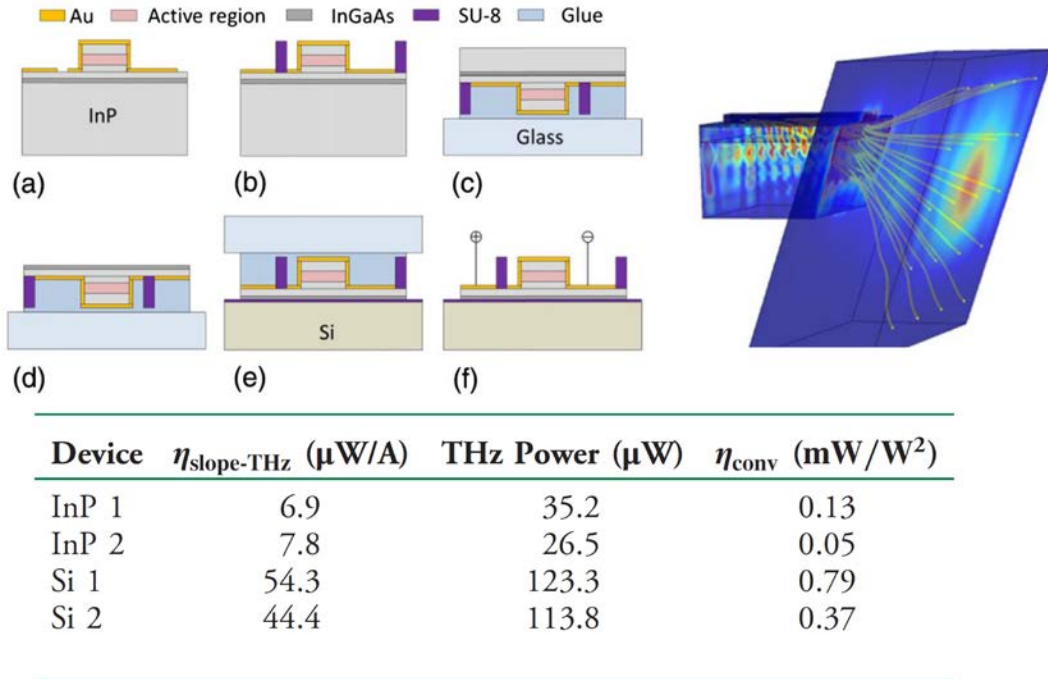 Au Active region InGaAs SU-8 Glue
InP
Glass
(a) (b) (c)
Si
(d) (e) (f)
Device η_slope-THz (μW/A) THz Power (μW) η_conv (mW/W²)
InP 1 6.9 35.2 0.13
InP 2 7.8 26.5 0.05
Si 1 54.3 123.3 0.79
Si 2 44.4 113.8 0.37